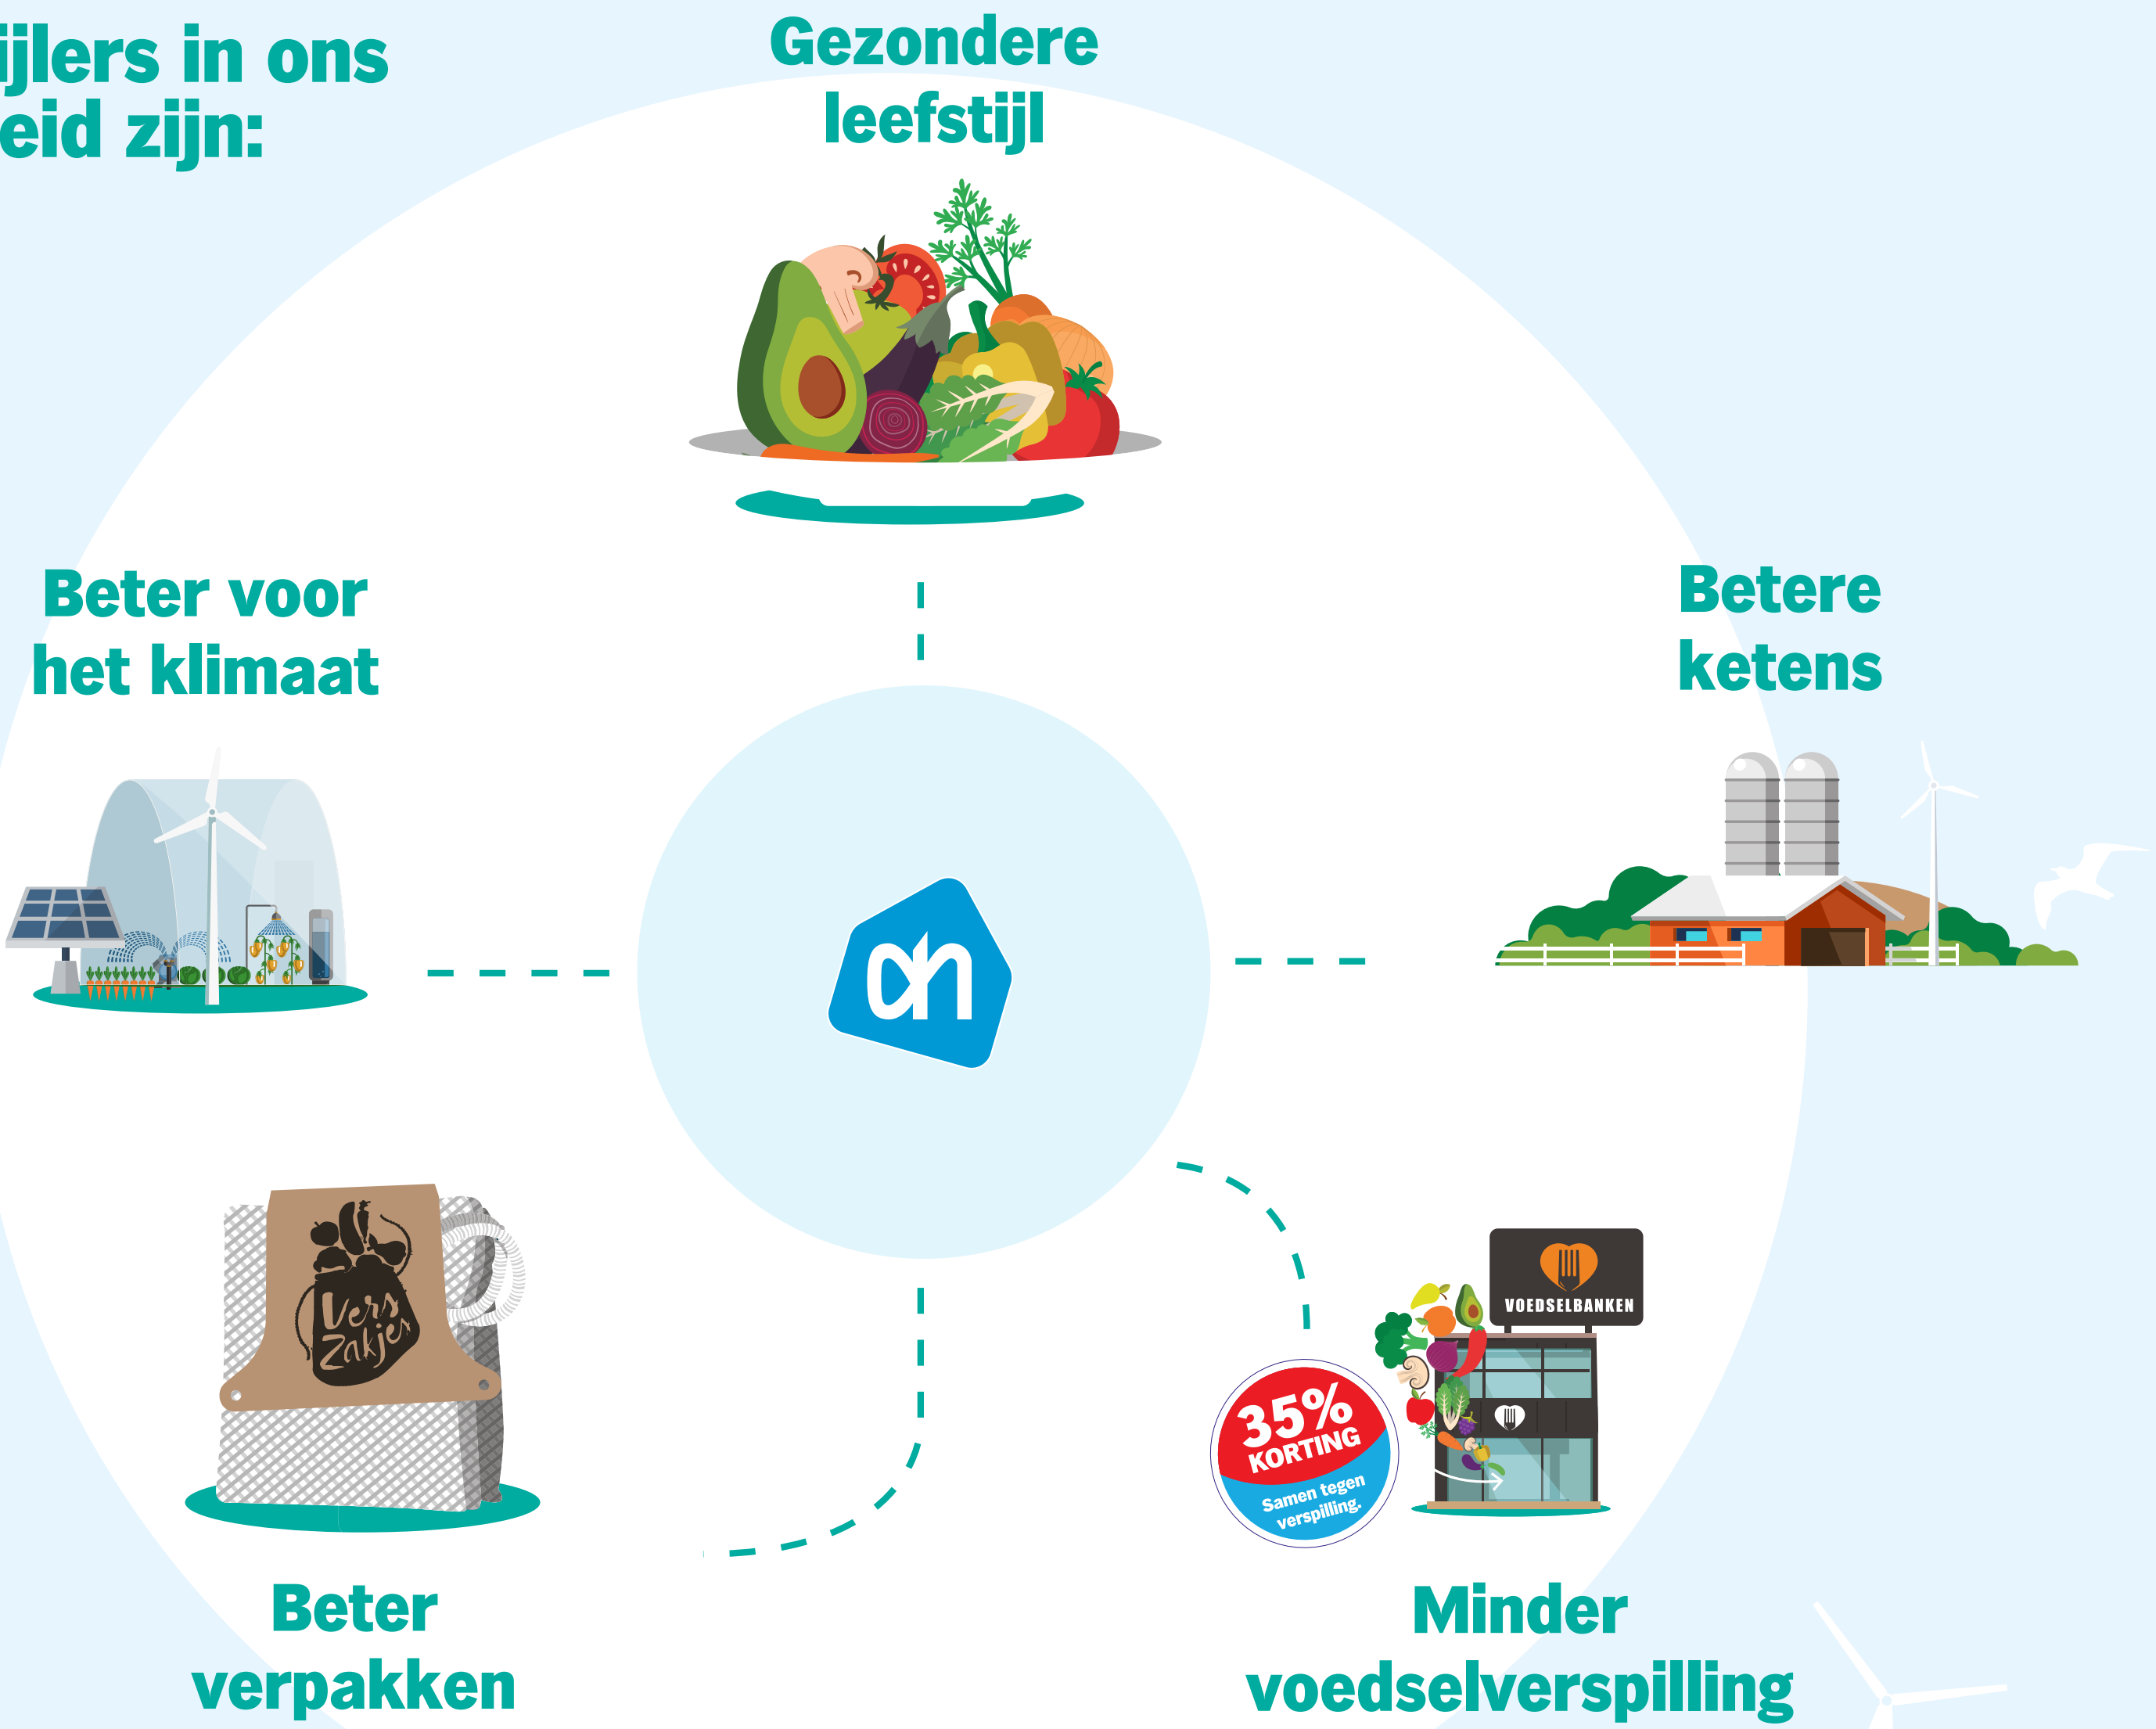 ijlers in ons
eid zijn:
Gezondere
leefstijl
Beter voor
het klimaat
Betere
ketens
ah
Vers
Zakjes
VOEDSELBANKEN
35%
KORTING
Samen tegen
verspilling.
Beter
verpakken
Minder
voedselverspilling